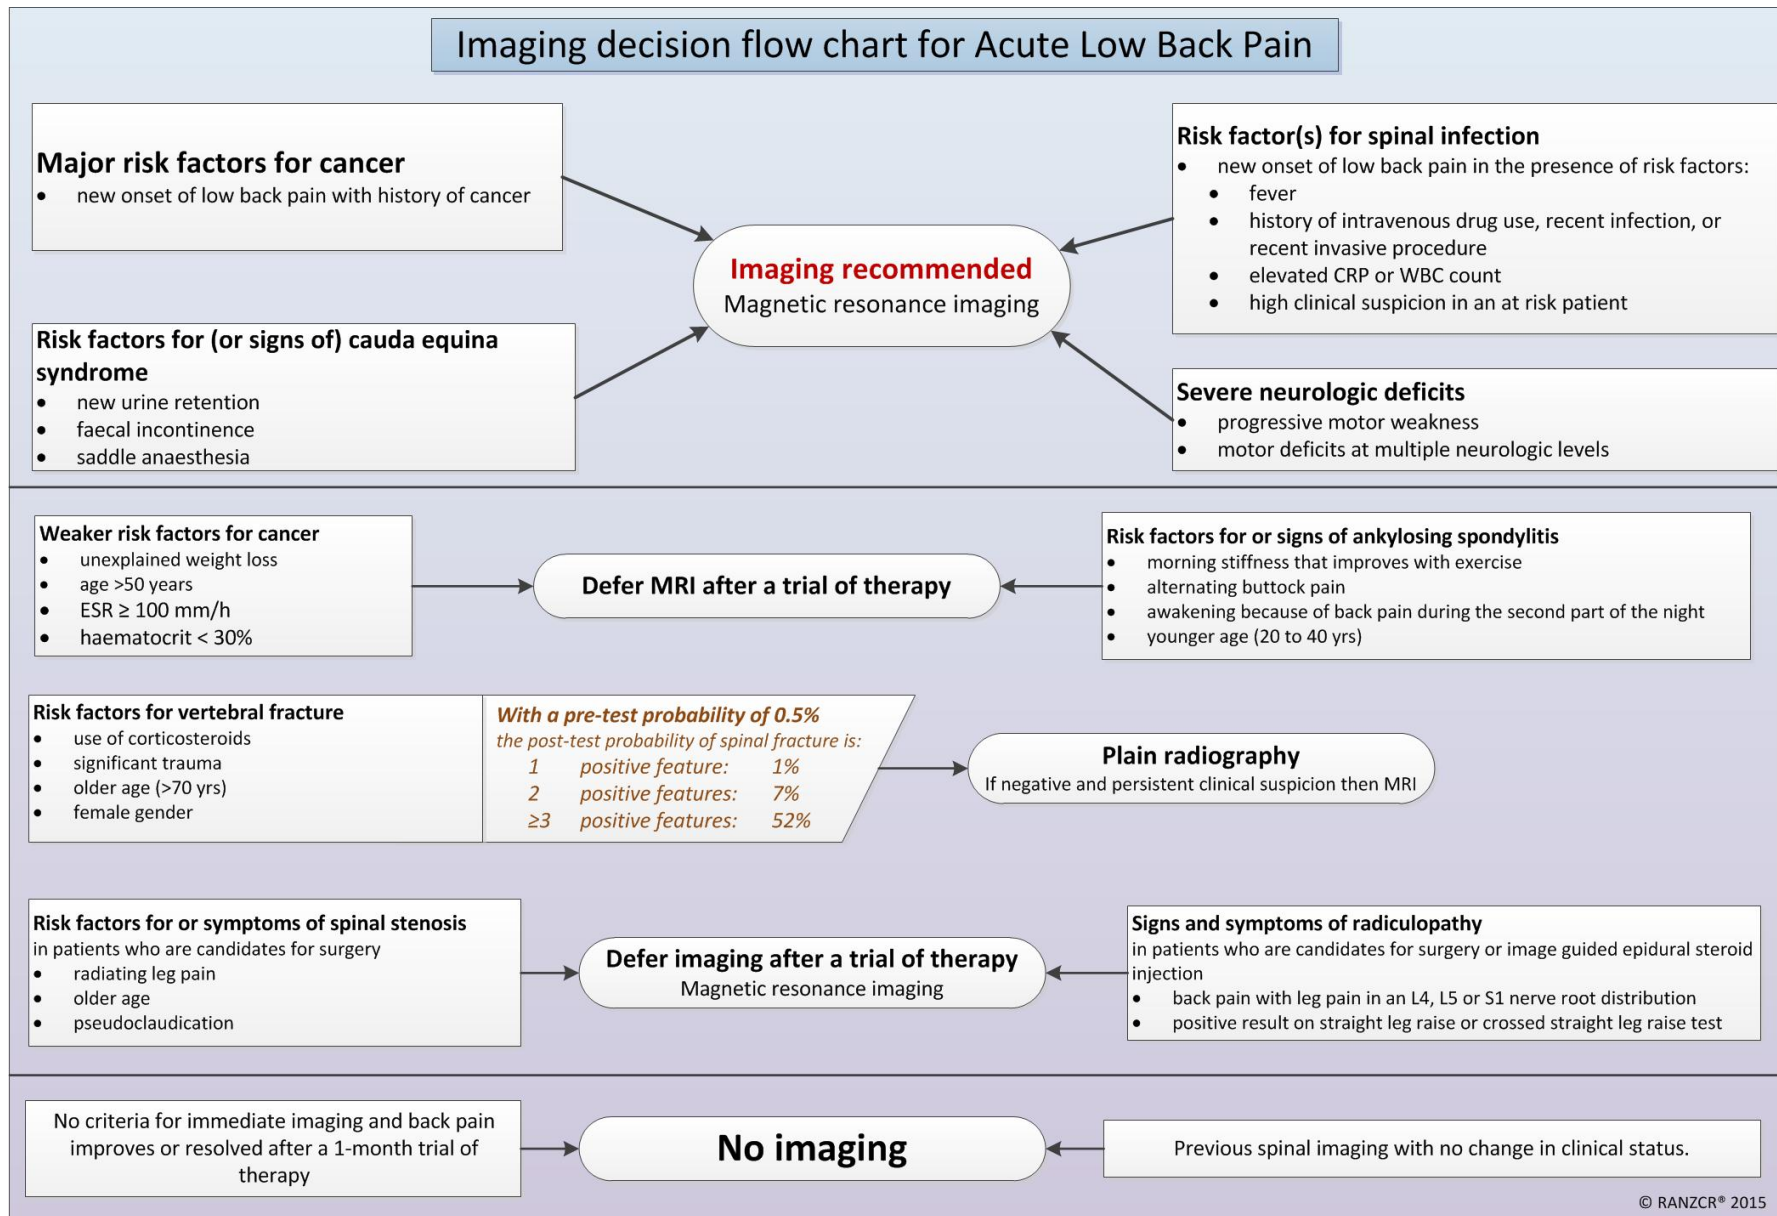 Imaging decision flow chart for Acute Low Back Pain
Major risk factors for cancer
• new onset of low back pain with history of cancer
Risk factor(s) for spinal infection
• new onset of low back pain in the presence of risk factors:
• fever
• history of intravenous drug use, recent infection, or
recent invasive procedure
• elevated CRP or WBC count
• high clinical suspicion in an at risk patient
Imaging recommended
Magnetic resonance imaging
Risk factors for (or signs of) cauda equina
syndrome
• new urine retention
• faecal incontinence
• saddle anaesthesia
Severe neurologic deficits
• progressive motor weakness
• motor deficits at multiple neurologic levels
Weaker risk factors for cancer
• unexplained weight loss
• age >50 years
• ESR ≥ 100 mm/h
• haematocrit < 30%
Defer MRI after a trial of therapy
Risk factors for or signs of ankylosing spondylitis
• morning stiffness that improves with exercise
• alternating buttock pain
• awakening because of back pain during the second part of the night
• younger age (20 to 40 yrs)
Risk factors for vertebral fracture
• use of corticosteroids
• significant trauma
• older age (>70 yrs)
• female gender
With a pre-test probability of 0.5%
the post-test probability of spinal fracture is:
1 positive feature: 1%
2 positive features: 7%
≥3 positive features: 52%
Plain radiography
If negative and persistent clinical suspicion then MRI
Risk factors for or symptoms of spinal stenosis
in patients who are candidates for surgery
• radiating leg pain
• older age
• pseudoclaudication
Defer imaging after a trial of therapy
Magnetic resonance imaging
Signs and symptoms of radiculopathy
in patients who are candidates for surgery or image guided epidural steroid
injection
• back pain with leg pain in an L4, L5 or S1 nerve root distribution
• positive result on straight leg raise or crossed straight leg raise test
No criteria for immediate imaging and back pain
improves or resolved after a 1-month trial of
therapy
No imaging
Previous spinal imaging with no change in clinical status.
© RANZCR® 2015